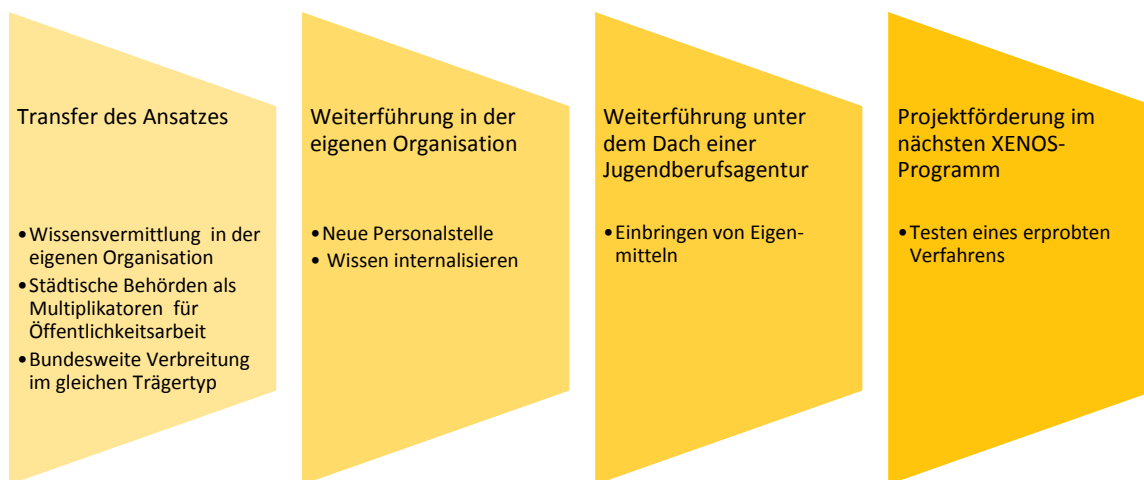 Transfer des Ansatzes
•Wissensvermittlung in der
eigenen Organisation
•Städtische Behörden als
Multiplikatoren für
Öffentlichkeitsarbeit
•Bundesweite Verbreitung
im gleichen Trägertyp
Weiterführung in der
eigenen Organisation
•Neue Personalstelle
• Wissen internalisieren
Weiterführung unter
dem Dach einer
Jugendberufsagentur
•Einbringen von Eigen-
mitteln
Projektförderung im
nächsten XENOS-
Programm
•Testen eines erprobten
Verfahrens